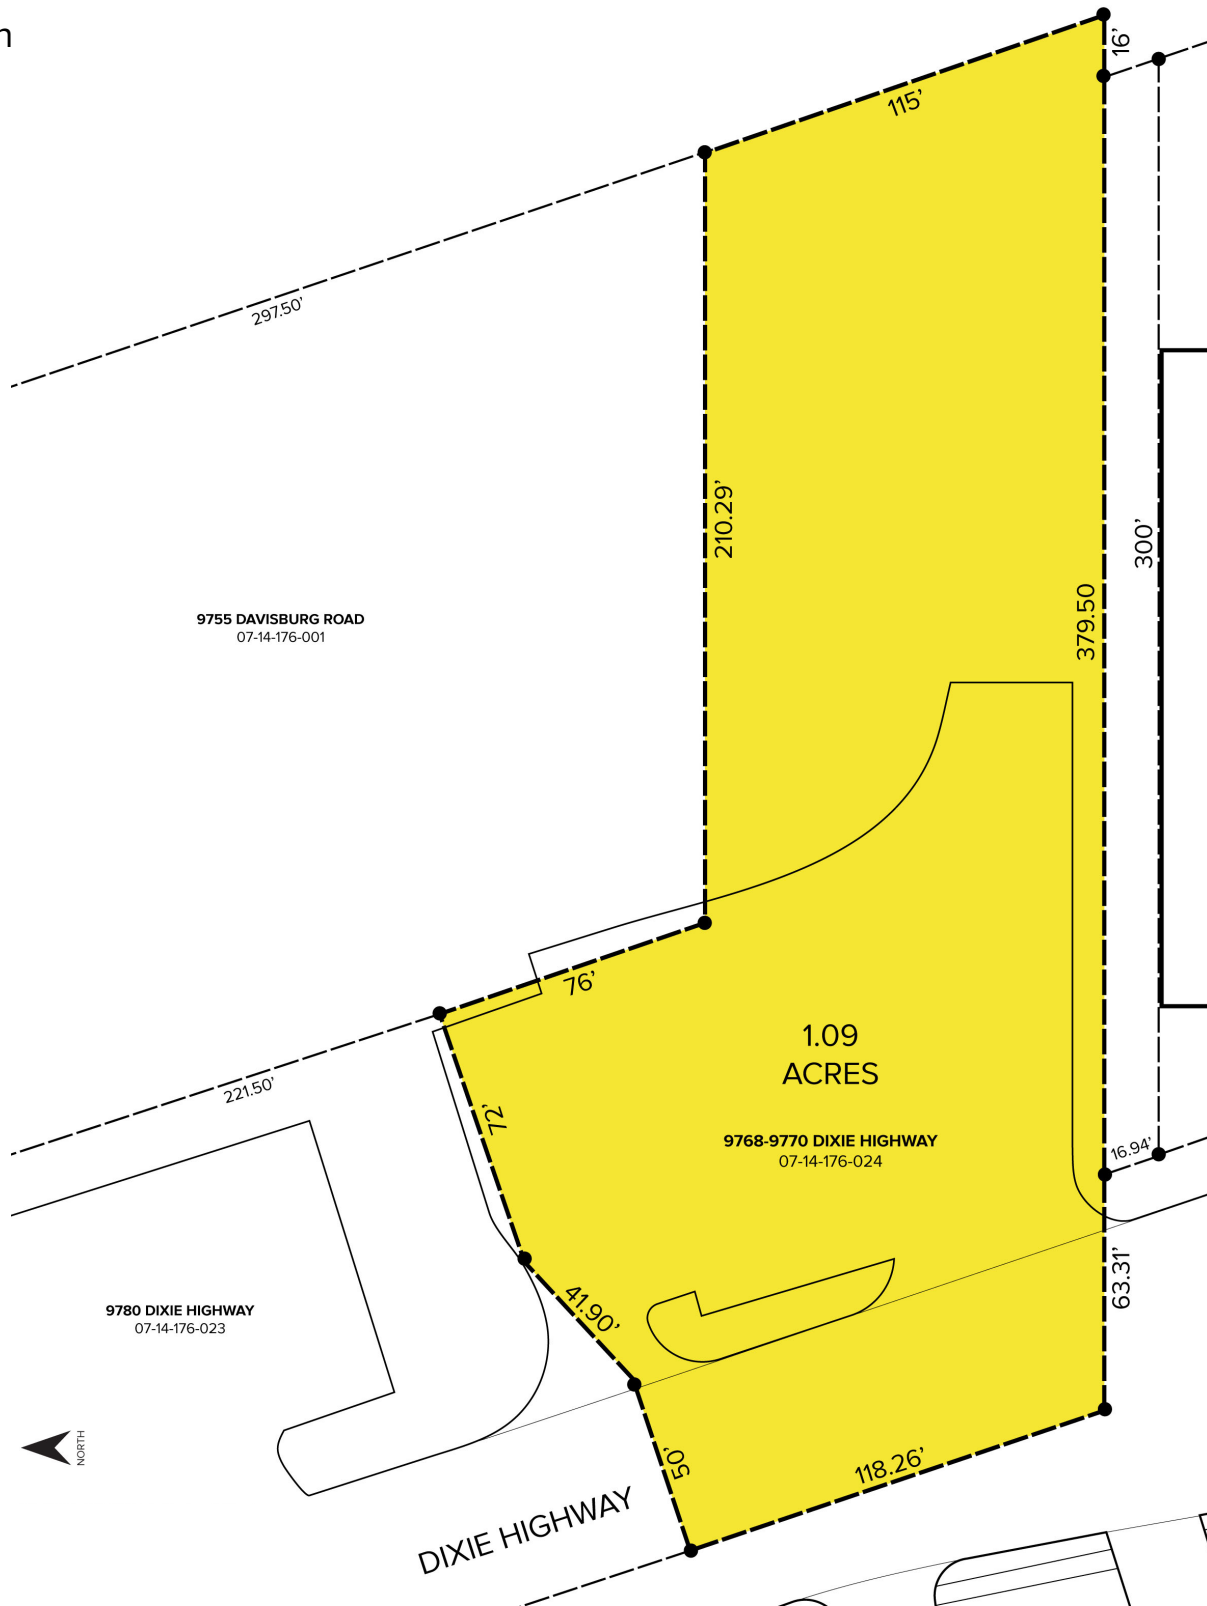 n
16’
115’
297.50’
210.29’
300’
379.50
9755 DAVISBURG ROAD
07-14-176-001
76’
1.09
ACRES
221.50’
72’
9768-9770 DIXIE HIGHWAY
07-14-176-024
16.94’
63.31’
41.90’
9780 DIXIE HIGHWAY
07-14-176-023
NORTH
50’
118.26’
DIXIE HIGHWAY